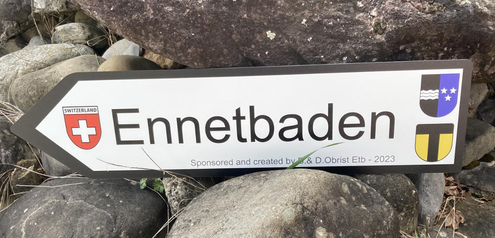 SWITZERLAND
Ennetbaden
Sponsored and created by & D.Obrist Etb - 2023